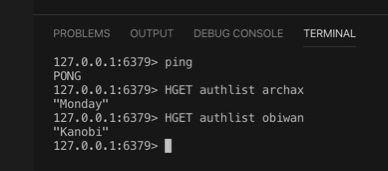 PROBLEMS OUTPUT DEBUG CONSOLE TERMINAL
127.0.0.1:6379> ping
PONG
127.0.0.1:6379> HGET authlist archax
"Monday"
127.0.0.1:6379> HGET authlist obiwan
"Kanobi"
127.0.0.1:6379>